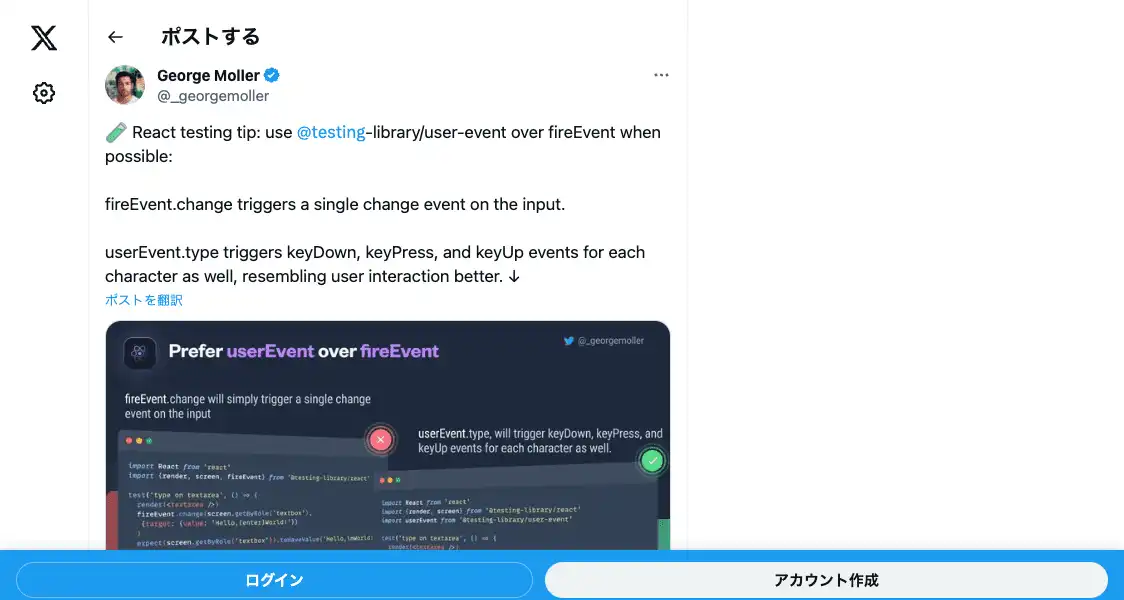 ポストする
George Moller
@_georgemoller
React testing tip: use @testing-library/user-event over fireEvent when
possible:
fireEvent.change triggers a single change event on the input.
userEvent.type triggers keyDown, keyPress, and keyUp events for each
character as well, resembling user interaction better. ↓
ポストを翻訳
Prefer userEvent over fireEvent
@_georgemoller
fireEvent.change will simply trigger a single change
event on the input
userEvent.type, will trigger keyDown, keyPress, and
keyUp events for each character as well.
import React from 'react'
import {render, screen, fireEvent} from '@testing-library/react'
test('type on textarea', () => {
render(<textarea />)
fireEvent.change(screen.getByRole('textbox'),
{target: {value: 'Hello,{enter}World!'}}
)
expect(screen.getByRole('textbox')).toHaveValue('Hello,\nWorld!
import React from 'react'
import {render, screen} from '@testing-library/react'
import userEvent from '@testing-library/user-event'
test('type on textarea', () => {
render(<textarea />);
ログイン
アカウント作成